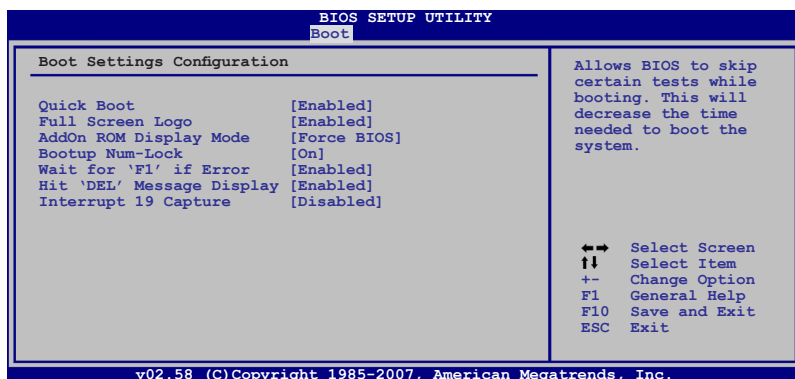 BIOS SETUP UTILITY
Boot
Boot Settings Configuration
Quick Boot [Enabled]
Full Screen Logo [Enabled]
AddOn ROM Display Mode [Force BIOS]
Bootup Num-Lock [On]
Wait for ‘F1’ if Error [Enabled]
Hit ‘DEL’ Message Display [Enabled]
Interrupt 19 Capture [Disabled]
Allows BIOS to skip
certain tests while
booting. This will
decrease the time
needed to boot the
system.
←→ Select Screen
↑↓ Select Item
+- Change Option
F1 General Help
F10 Save and Exit
ESC Exit
v02.58 (C)Copyright 1985-2007, American Megatrends, Inc.